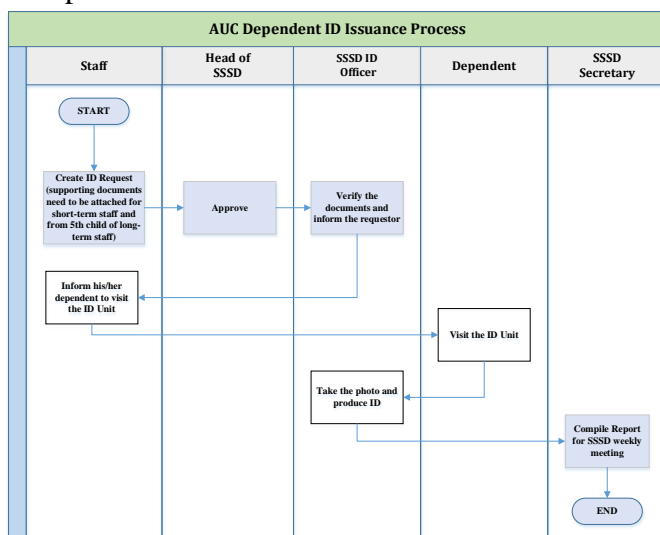 AUC Dependent ID Issuance Process
Staff
Head of
SSSD
SSSD ID
Officer
Dependent
SSSD
Secretary
START
Create ID Request
(supporting documents
need to be attached for
short-term staff and
from 5th child of long-
term staff)
Approve
Verify the
documents and
inform the requestor
Inform his/her
dependent to visit
the ID Unit
Visit the ID Unit
Take the photo and
produce ID
Compile Report
for SSSD weekly
meeting
END